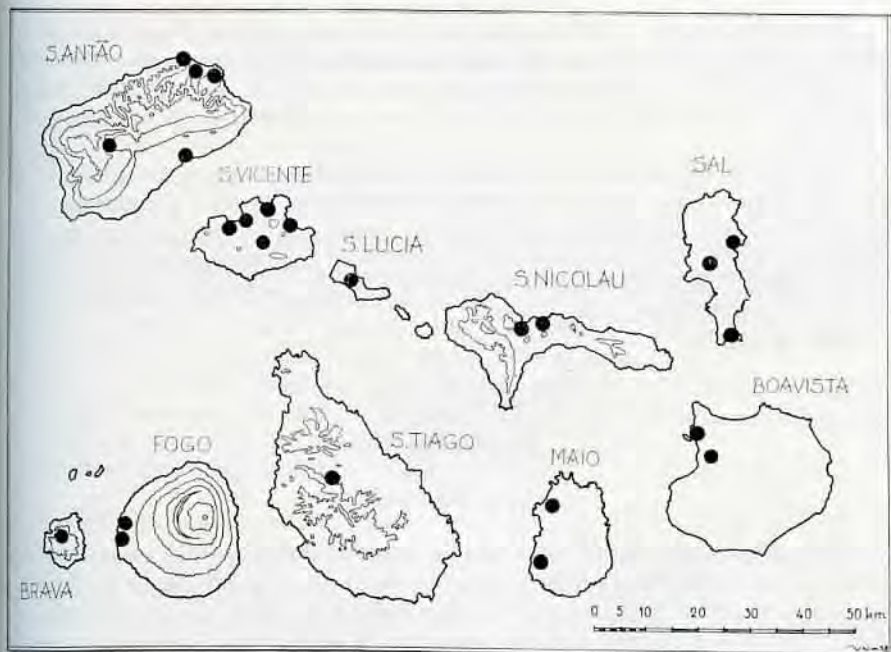 S.ANTÃO
S.VICENTE
SAL
S.LUCIA
S.NICOLAU
BOAVISTA
FOGO
S.TIAGO
MAIO
BRAVA
0 5 10 20 30 40 50 km